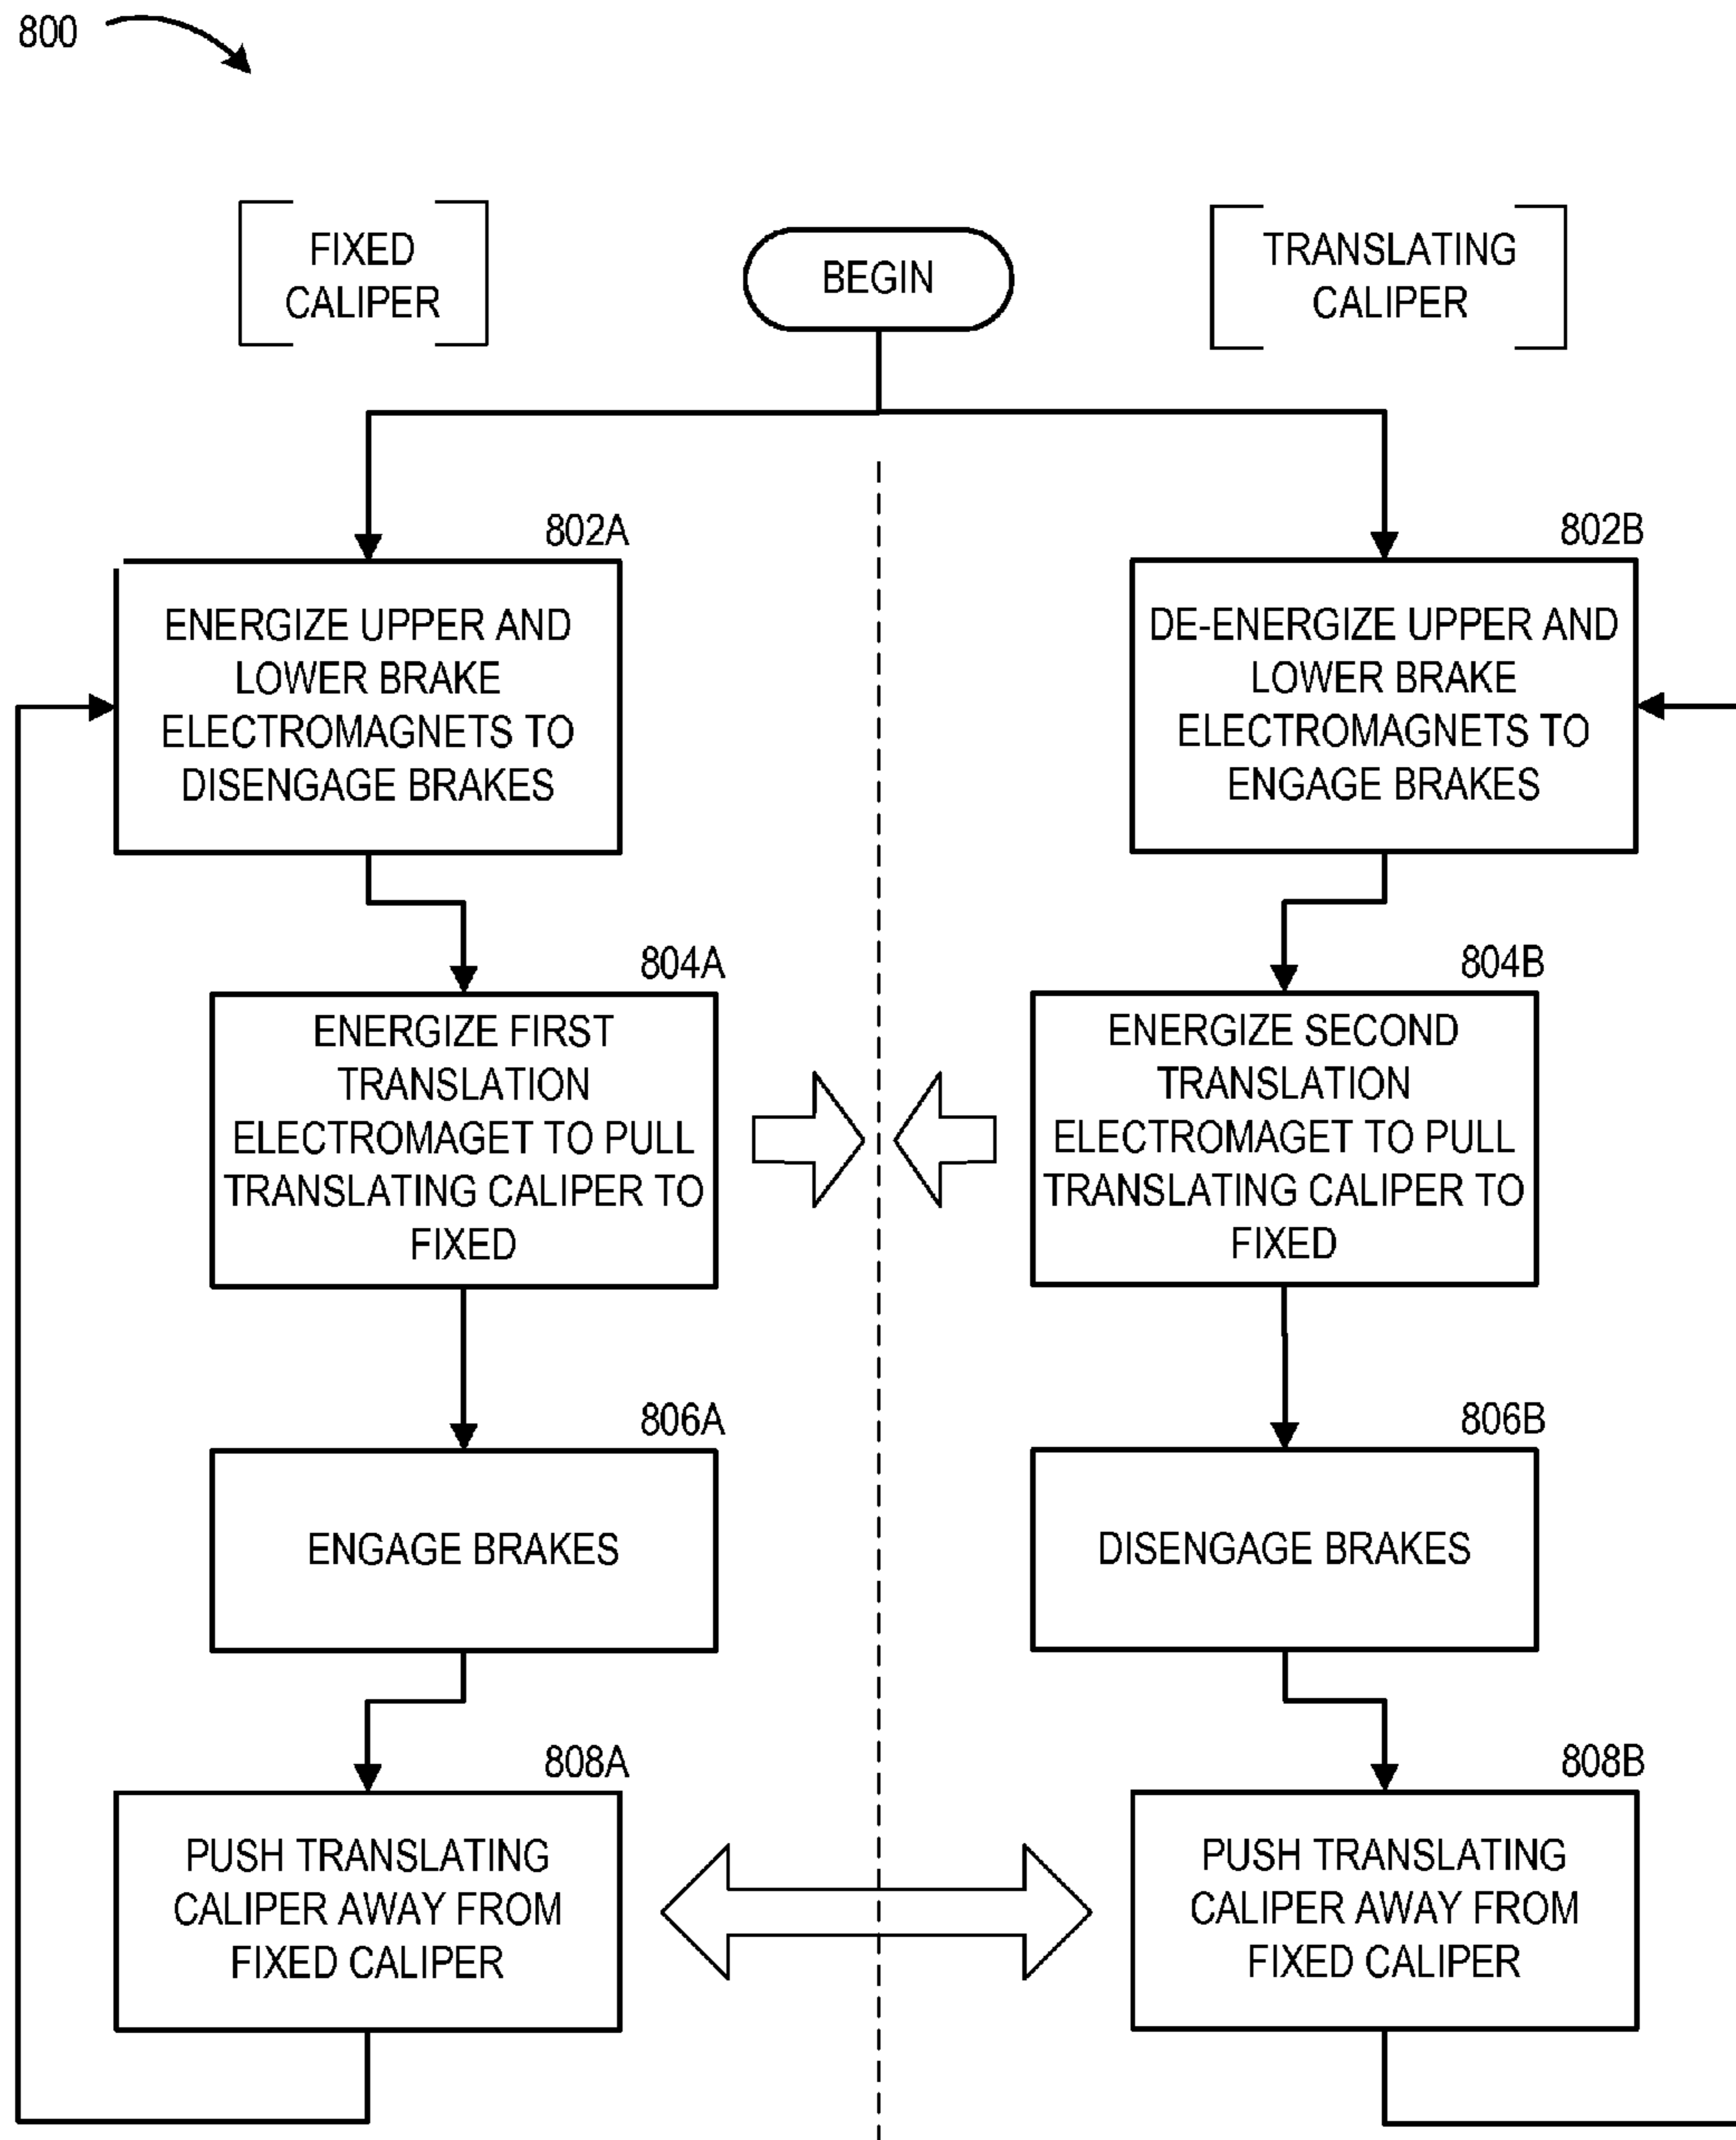 800
FIXED
CALIPER
BEGIN
TRANSLATING
CALIPER
802A
ENERGIZE UPPER AND
LOWER BRAKE
ELECTROMAGNETS TO
DISENGAGE BRAKES
802B
DE-ENERGIZE UPPER AND
LOWER BRAKE
ELECTROMAGNETS TO
ENGAGE BRAKES
804A
ENERGIZE FIRST
TRANSLATION
ELECTROMAGET TO PULL
TRANSLATING CALIPER TO
FIXED
804B
ENERGIZE SECOND
TRANSLATION
ELECTROMAGET TO PULL
TRANSLATING CALIPER TO
FIXED
806A
ENGAGE BRAKES
806B
DISENGAGE BRAKES
808A
PUSH TRANSLATING
CALIPER AWAY FROM
FIXED CALIPER
808B
PUSH TRANSLATING
CALIPER AWAY FROM
FIXED CALIPER